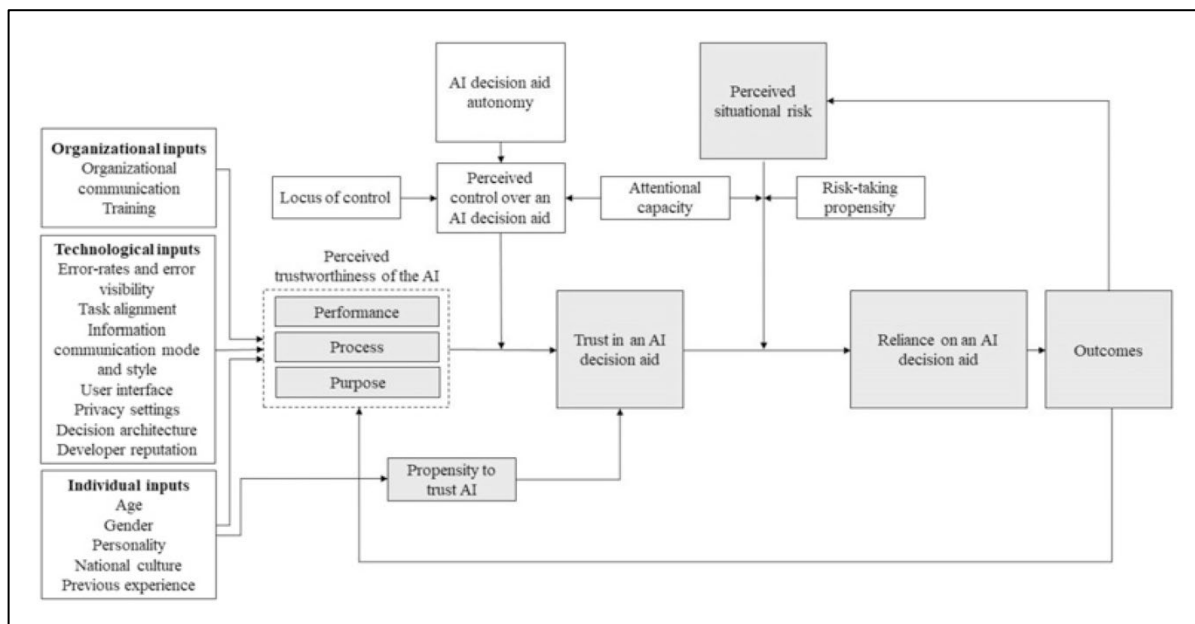 AI decision aid
autonomy
Perceived
situational risk
Organizational inputs
Organizational
communication
Training
Locus of control
Perceived
control over an
AI decision aid
Attentional
capacity
Risk-taking
propensity
Technological inputs
Error-rates and error
visibility
Task alignment
Information
communication mode
and style
User interface
Privacy settings
Decision architecture
Developer reputation
Perceived
trustworthiness of the AI
Performance
Process
Purpose
Trust in an AI
decision aid
Reliance on an AI
decision aid
Outcomes
Individual inputs
Age
Gender
Personality
National culture
Previous experience
Propensity to
trust AI